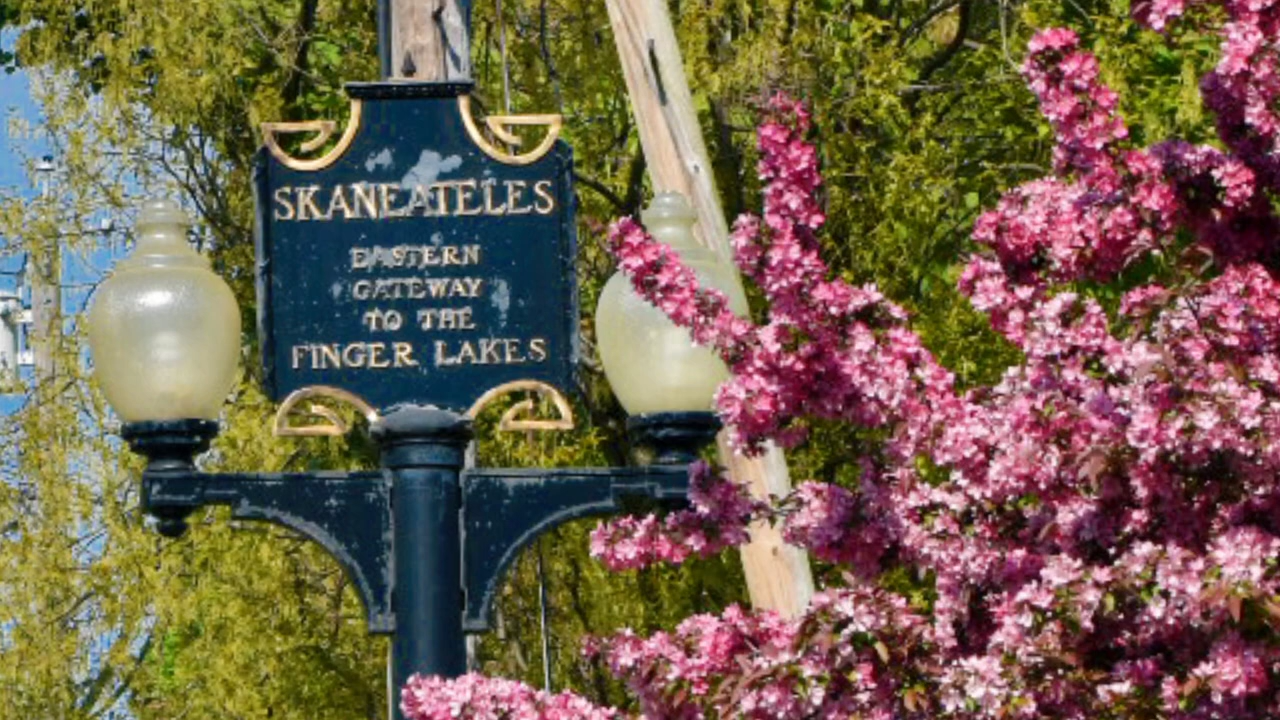 SKANEATELES
EASTERN
GATEWAY
TO THE
FINGER LAKES